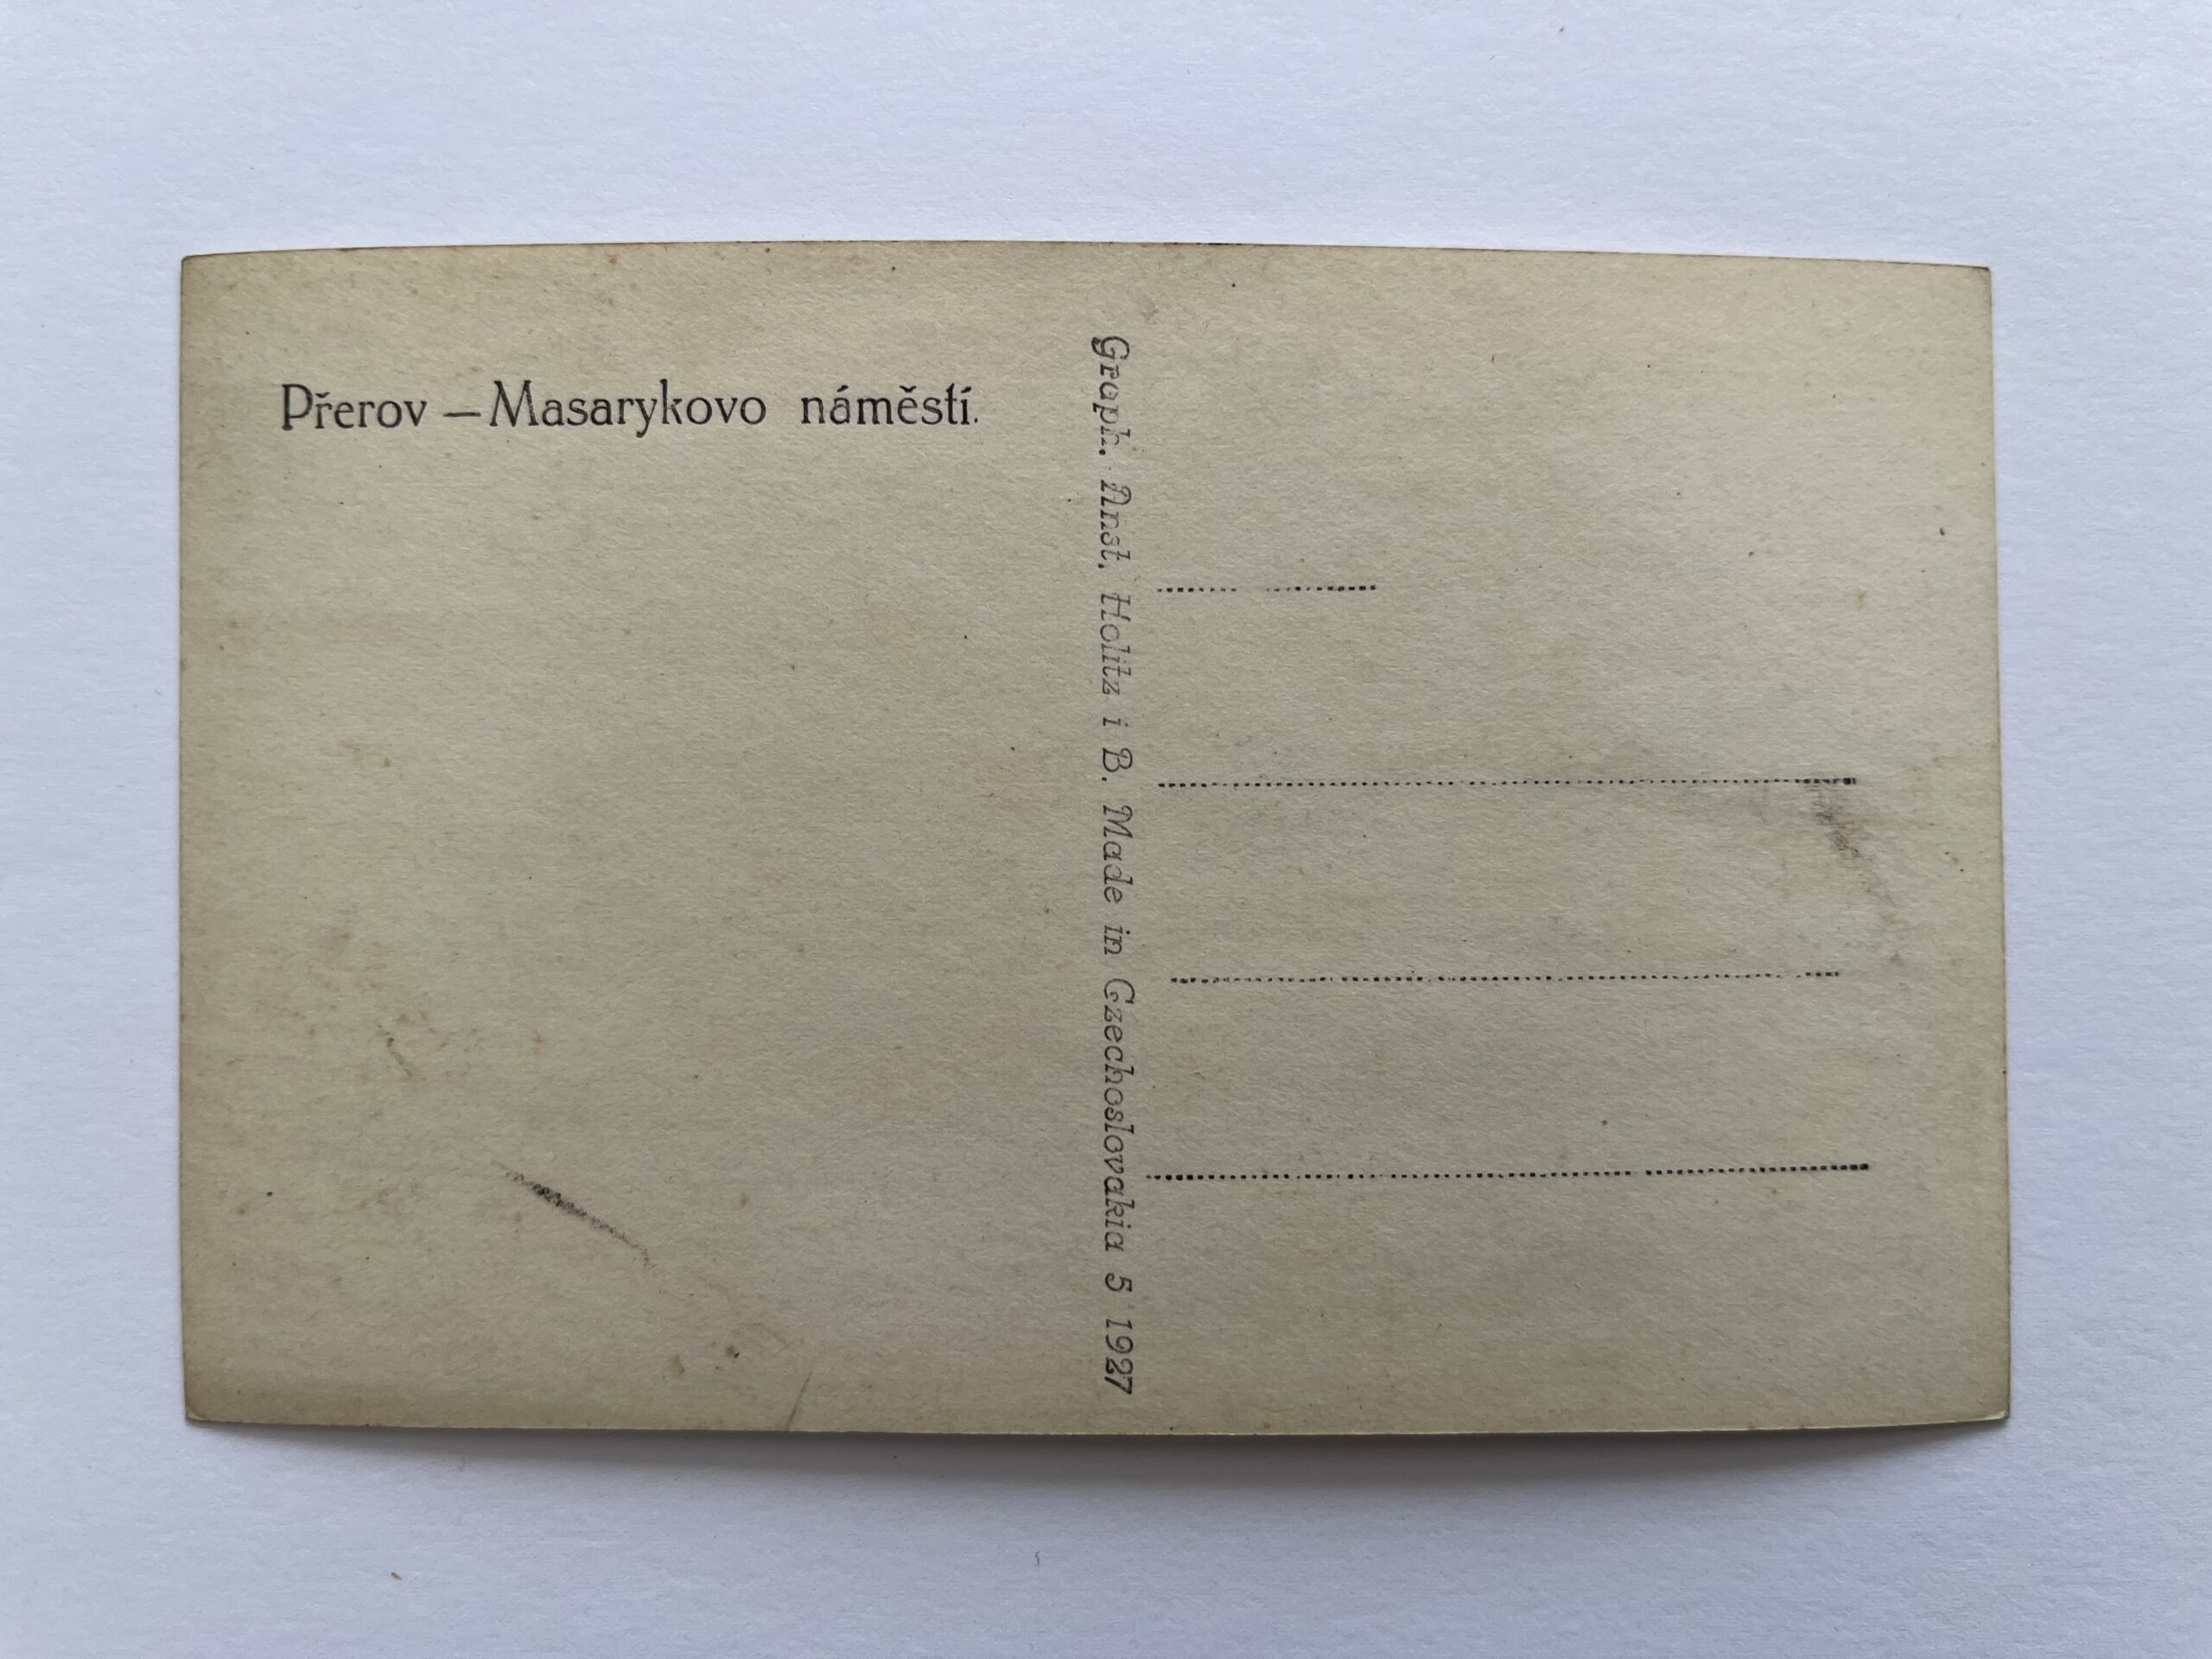 Přerov — Masarykovo náměstí.
Graph. Anst. Holitz i B. Made in Czechoslovakia 5 1927